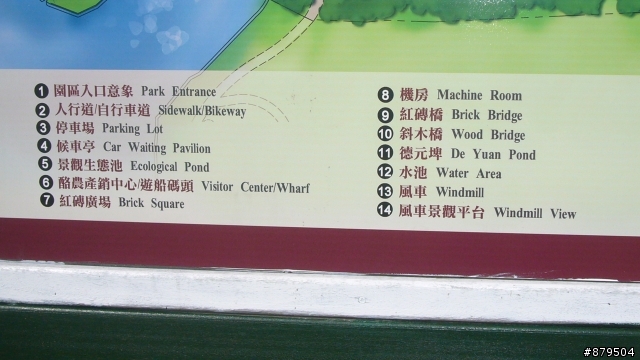 1 園區入口意象 Park Entrance
2 人行道/自行車道 Sidewalk/Bikeway
3 停車場 Parking Lot
4 候車亭 Car Waiting Pavilion
5 景觀生態池 Ecological Pond
6 酪農產銷中心/遊船碼頭 Visitor Center/Wharf
7 紅磚廣場 Brick Square
8 機房 Machine Room
9 紅磚橋 Brick Bridge
10 斜木橋 Wood Bridge
11 德元埤 De Yuan Pond
12 水池 Water Area
13 風車 Windmill
14 風車景觀平台 Windmill View
#879504